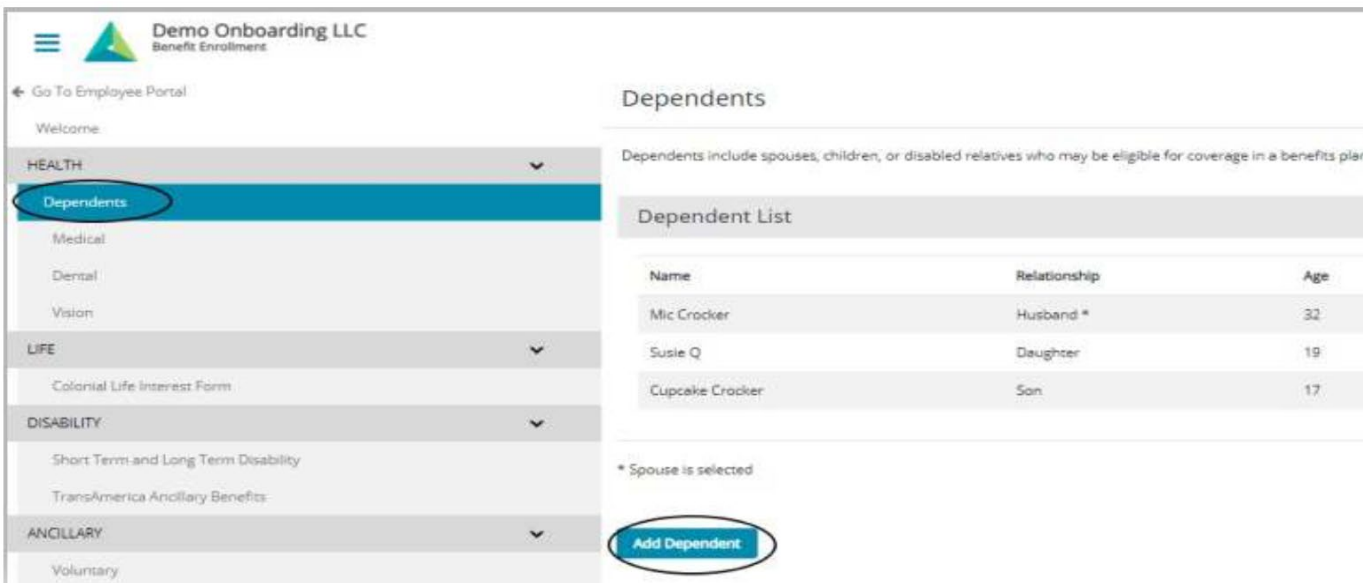 Demo Onboarding LLC
Benefit Enrollment
Go To Employee Portal
Welcome
HEALTH
Dependents
Medical
Dental
Vision
LIFE
Colonial Life Interest Form
DISABILITY
Short Term and Long Term Disability
TransAmerica Ancillary Benefits
ANCILLARY
Voluntary
Dependents
Dependents include spouses, children, or disabled relatives who may be eligible for coverage in a benefits plan
Dependent List
Name Relationship Age
Mic Crocker Husband * 32
Susie Q Daughter 19
Cupcake Crocker Son 17
* Spouse is selected
Add Dependent